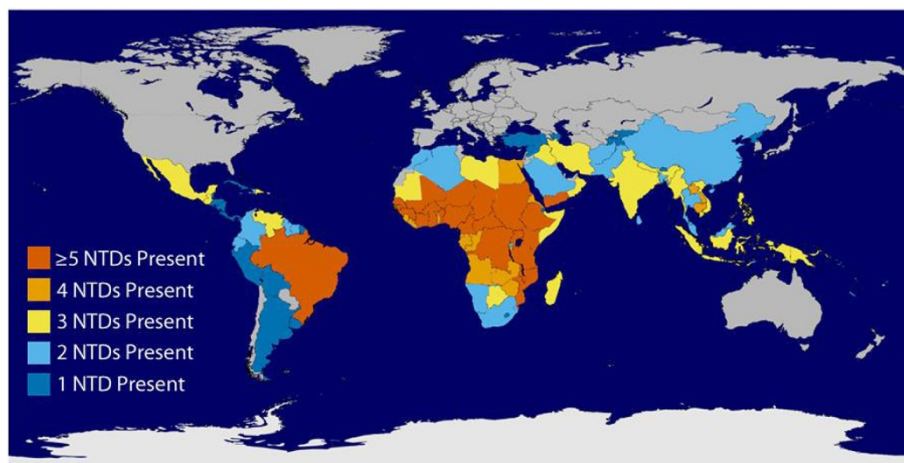 ≥5 NTDs Present
4 NTDs Present
3 NTDs Present
2 NTDs Present
1 NTD Present